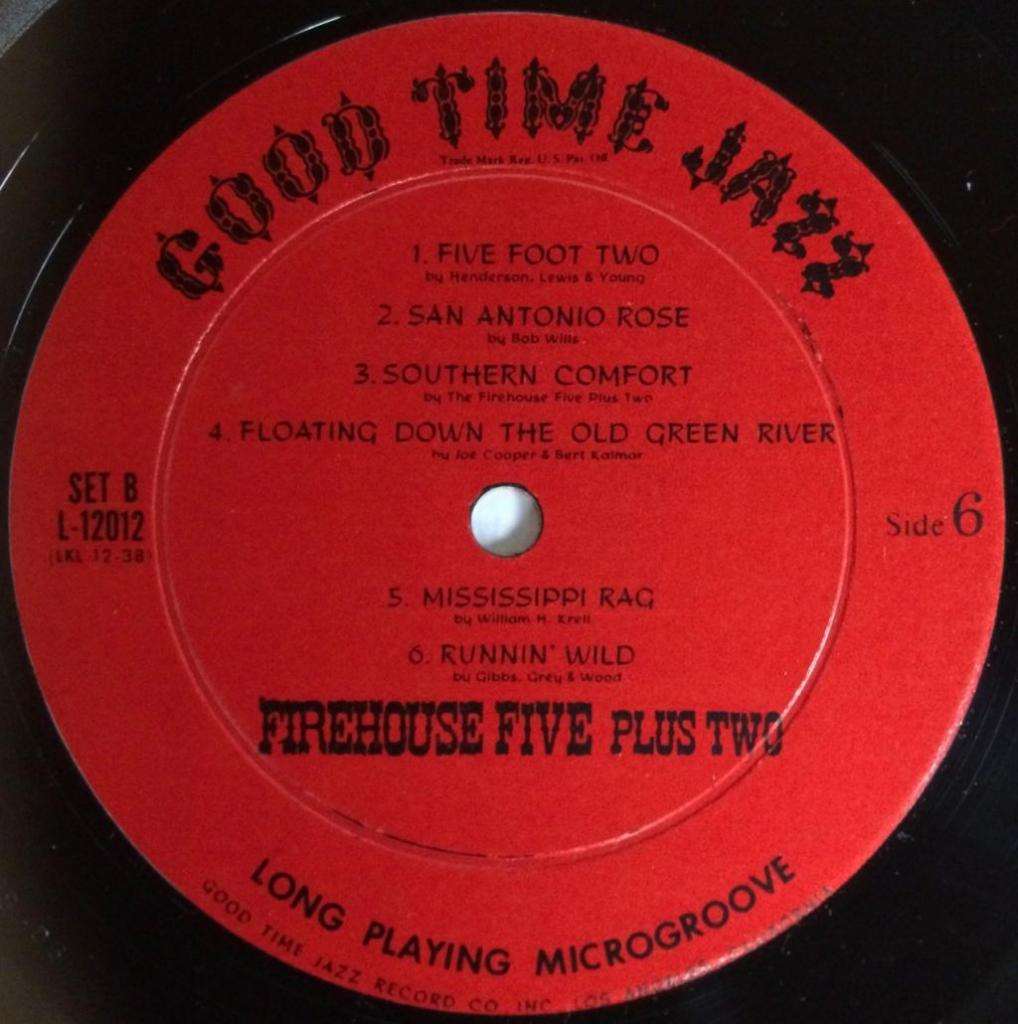 GOOD TIME JAZZ
Trade Mark Reg. U.S. Pat. Off.
1. FIVE FOOT TWO
by Henderson, Lewis & Young
2. SAN ANTONIO ROSE
by Bob Wills
3. SOUTHERN COMFORT
by The Firehouse Five Plus Two
4. FLOATING DOWN THE OLD GREEN RIVER
by Joe Cooper & Bert Kalmar
SET B
L-12012
(LKL 12-38)
Side 6
5. MISSISSIPPI RAG
by William H. Krell
6. RUNNIN' WILD
by Gibbs, Grey & Wood
FIREHOUSE FIVE PLUS TWO
LONG PLAYING MICROGROOVE
GOOD TIME JAZZ RECORD CO. INC. LOS